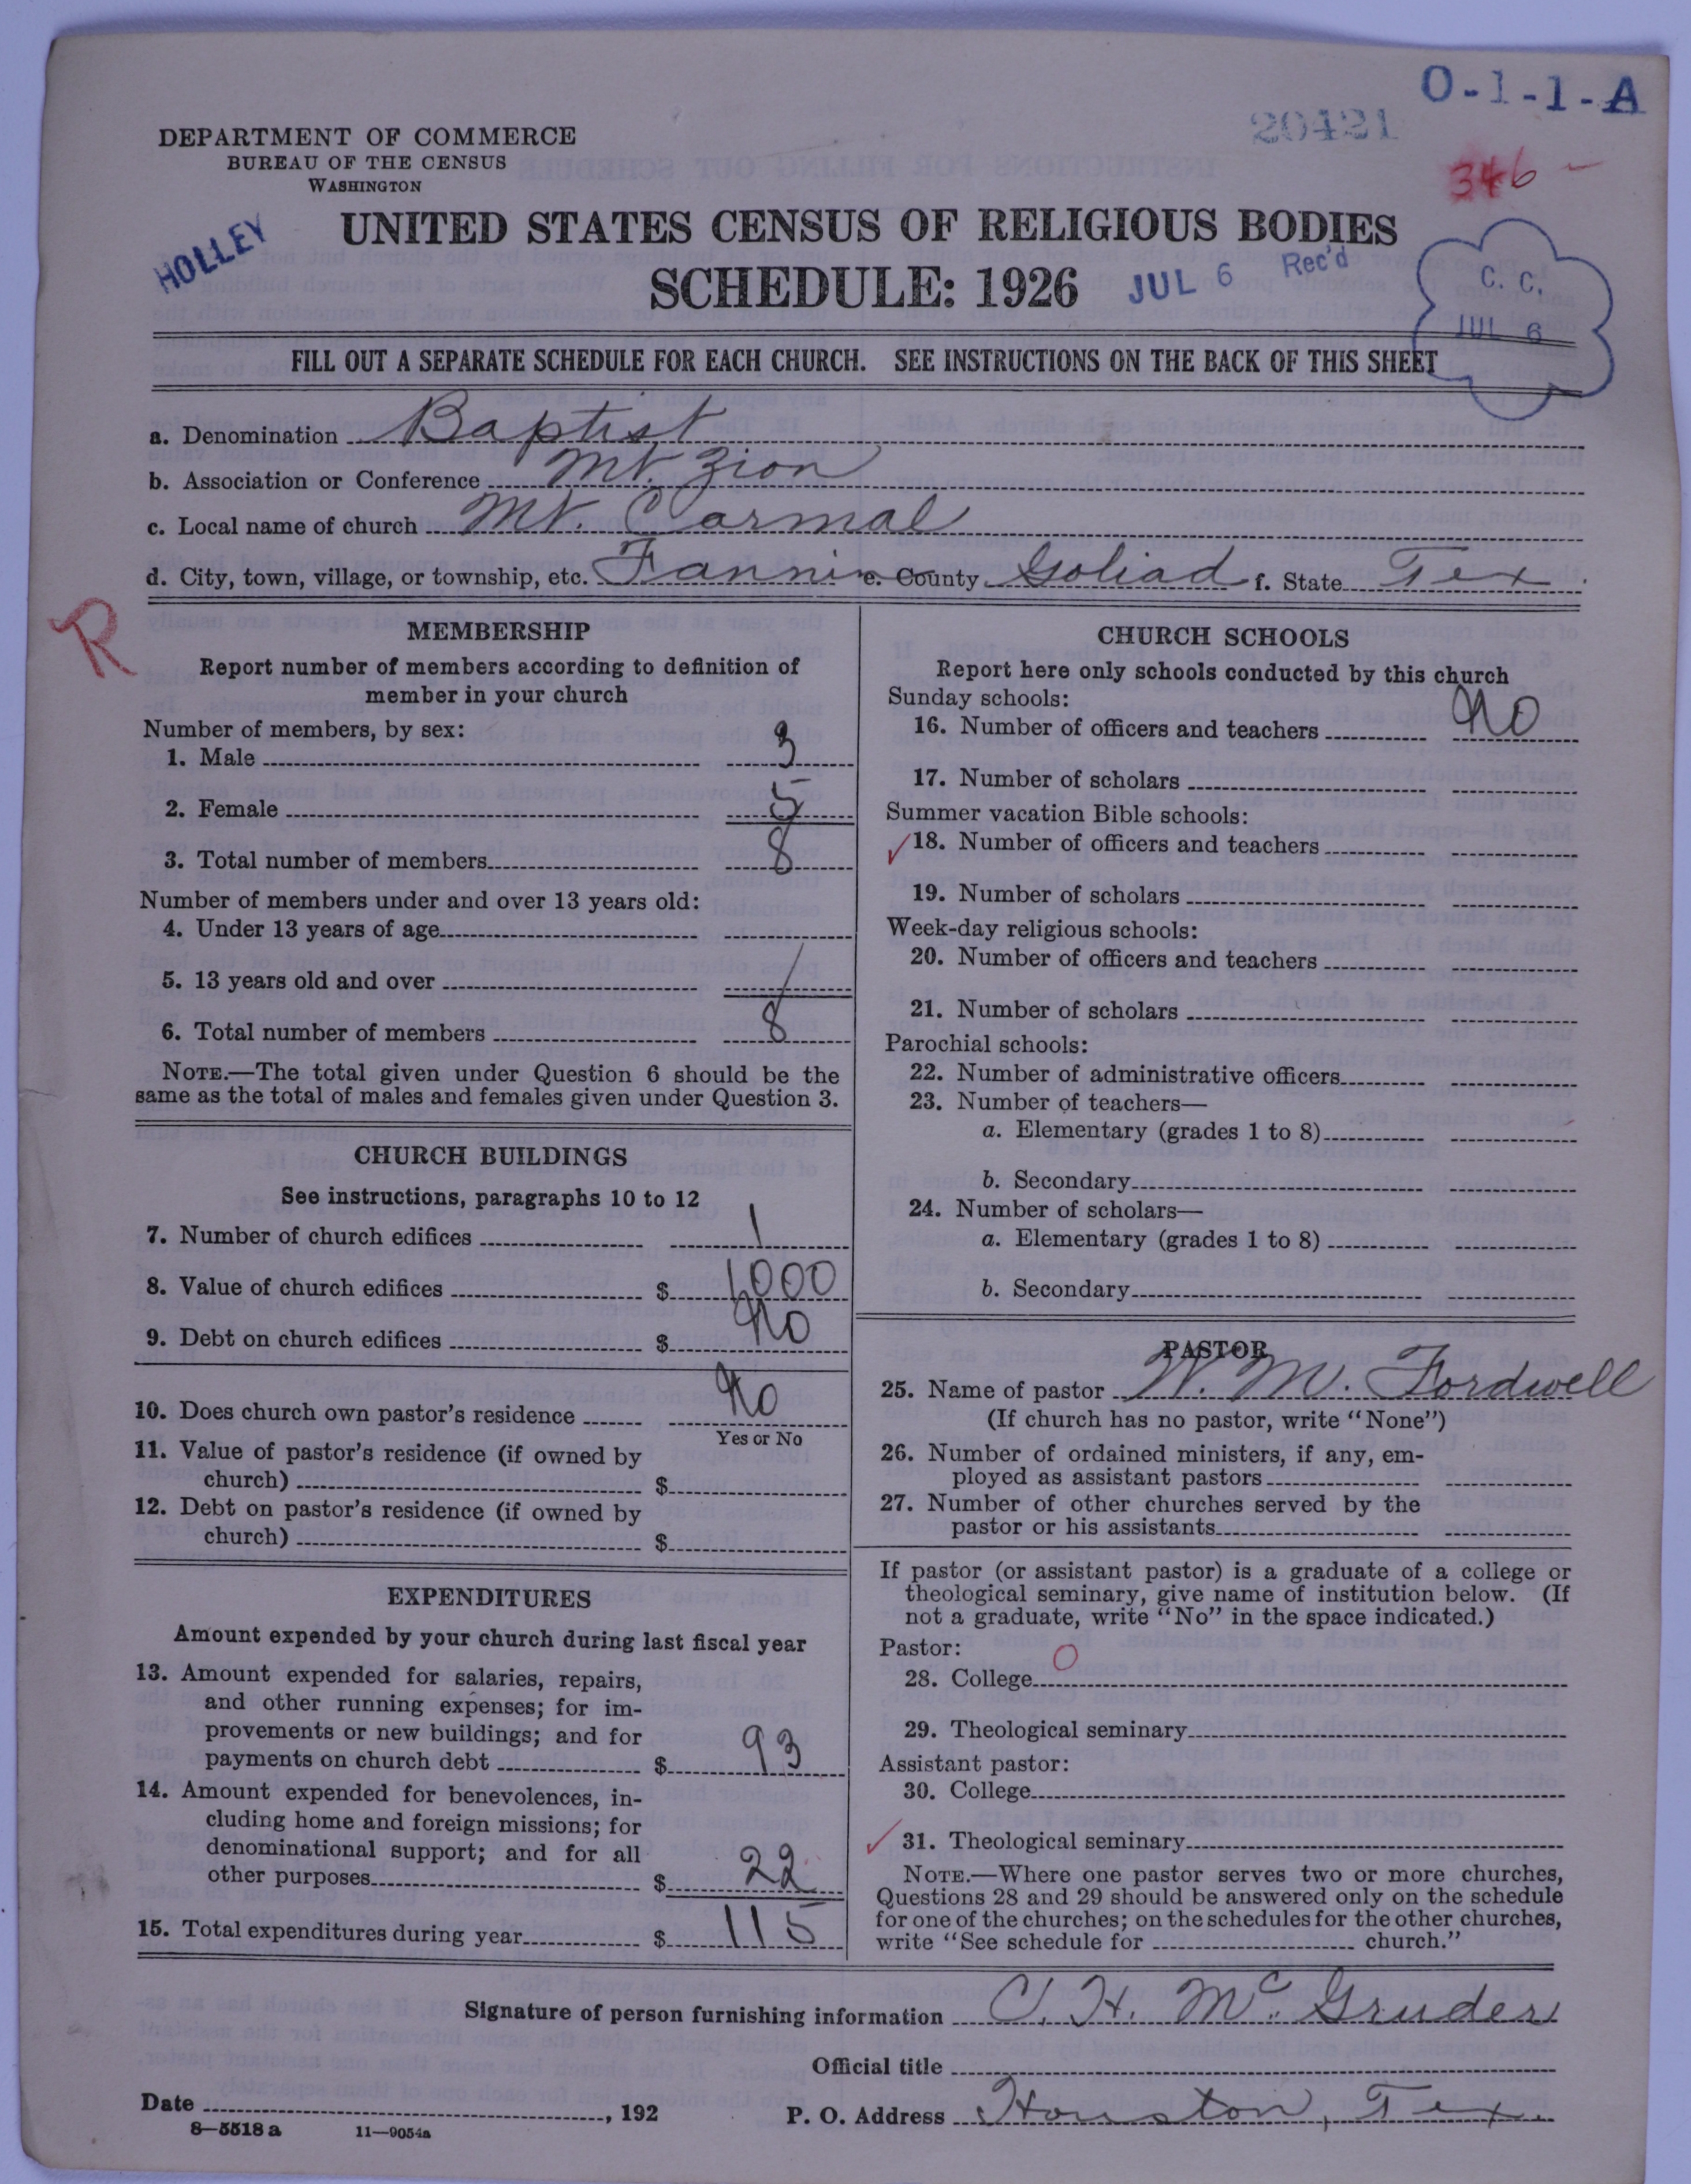 O-1-1-A
20421
DEPARTMENT OF COMMERCE
BUREAU OF THE CENSUS
WASHINGTON
346 -
HOLLEY
UNITED STATES CENSUS OF RELIGIOUS BODIES
SCHEDULE: 1926
JUL 6 Rec'd
C. C.
JUL 6
FILL OUT A SEPARATE SCHEDULE FOR EACH CHURCH. SEE INSTRUCTIONS ON THE BACK OF THIS SHEET
a. Denomination Baptist
b. Association or Conference Mt. Zion
c. Local name of church Mt. Carmal
d. City, town, village, or township, etc. Fannin e. County Goliad f. State Tex.
R
MEMBERSHIP
Report number of members according to definition of
member in your church
Number of members, by sex:
1. Male 3
2. Female 5
3. Total number of members 8
Number of members under and over 13 years old:
4. Under 13 years of age
5. 13 years old and over /
6. Total number of members 8
NOTE.—The total given under Question 6 should be the
same as the total of males and females given under Question 3.
CHURCH BUILDINGS
See instructions, paragraphs 10 to 12
7. Number of church edifices 1
8. Value of church edifices $ 1,000
9. Debt on church edifices $ No
10. Does church own pastor's residence No
Yes or No
11. Value of pastor's residence (if owned by
church) $
12. Debt on pastor's residence (if owned by
church) $
EXPENDITURES
Amount expended by your church during last fiscal year
13. Amount expended for salaries, repairs,
and other running expenses; for im-
provements or new buildings; and for
payments on church debt $ 93
14. Amount expended for benevolences, in-
cluding home and foreign missions; for
denominational support; and for all
other purposes $ 22
15. Total expenditures during year $ 115
CHURCH SCHOOLS
Report here only schools conducted by this church
Sunday schools:
16. Number of officers and teachers No
17. Number of scholars
Summer vacation Bible schools:
✓18. Number of officers and teachers
19. Number of scholars
Week-day religious schools:
20. Number of officers and teachers
21. Number of scholars
Parochial schools:
22. Number of administrative officers
23. Number of teachers—
a. Elementary (grades 1 to 8)
b. Secondary
24. Number of scholars—
a. Elementary (grades 1 to 8)
b. Secondary
PASTOR
25. Name of pastor W. M. Fordwell
(If church has no pastor, write "None")
26. Number of ordained ministers, if any, em-
ployed as assistant pastors
27. Number of other churches served by the
pastor or his assistants
If pastor (or assistant pastor) is a graduate of a college or
theological seminary, give name of institution below. (If
not a graduate, write "No" in the space indicated.)
Pastor:
28. College O
29. Theological seminary
Assistant pastor:
30. College
✓31. Theological seminary
NOTE.—Where one pastor serves two or more churches,
Questions 28 and 29 should be answered only on the schedule
for one of the churches; on the schedules for the other churches,
write "See schedule for church."
Signature of person furnishing information C. H. McGruder
Official title
Date , 192 P. O. Address Houston, Tex.
8—5518 a 11—9054a